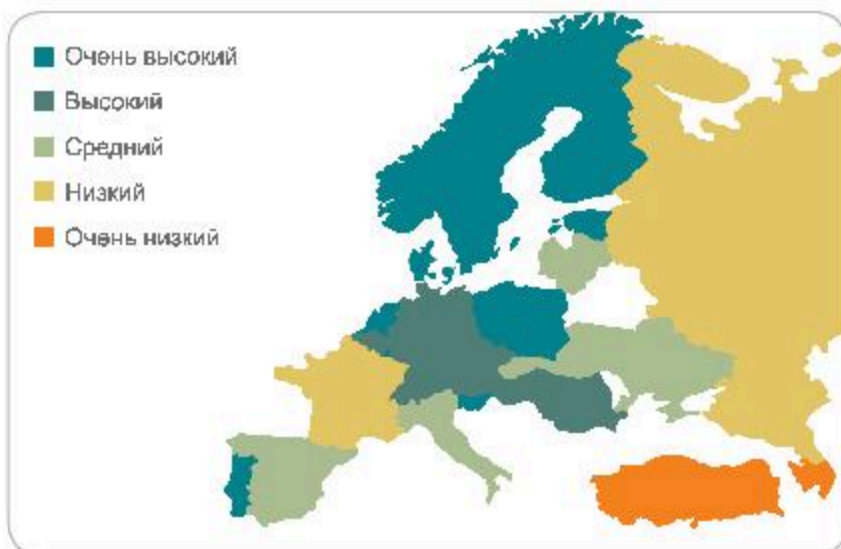 Очень высокий
Высокий
Средний
Низкий
Очень низкий